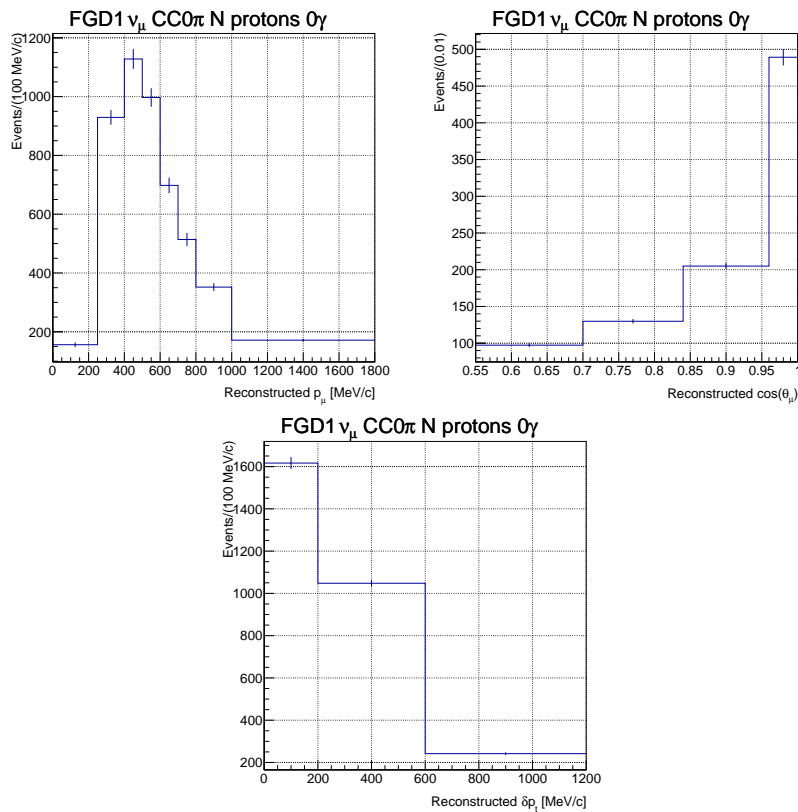 FGD1 νμ CC0π N protons 0γ
Events/(100 MeV/c)
1200
1000
800
600
400
200
0 200 400 600 800 1000 1200 1400 1600 1800
Reconstructed pμ [MeV/c]
FGD1 νμ CC0π N protons 0γ
Events/(0.01)
500
450
400
350
300
250
200
150
100
0.55 0.6 0.65 0.7 0.75 0.8 0.85 0.9 0.95 1
Reconstructed cos(θμ)
FGD1 νμ CC0π N protons 0γ
Events/(100 MeV/c)
1600
1400
1200
1000
800
600
400
200
0 200 400 600 800 1000 1200
Reconstructed δpt [MeV/c]